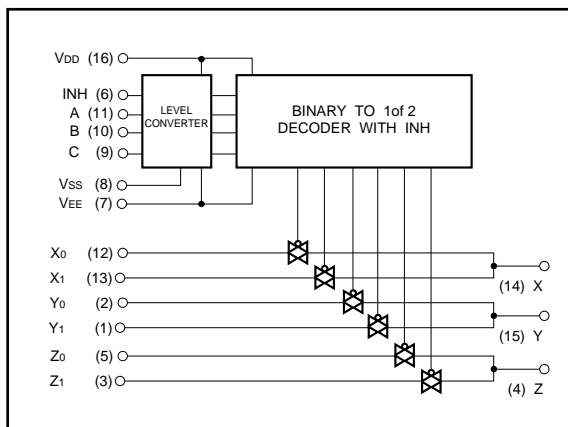 VDD (16)
INH (6)
A (11)
B (10)
C (9)
VSS (8)
VEE (7)
LEVEL
CONVERTER
BINARY TO 1of 2
DECODER WITH INH
X0 (12)
X1 (13)
Y0 (2)
Y1 (1)
Z0 (5)
Z1 (3)
(14) X
(15) Y
(4) Z